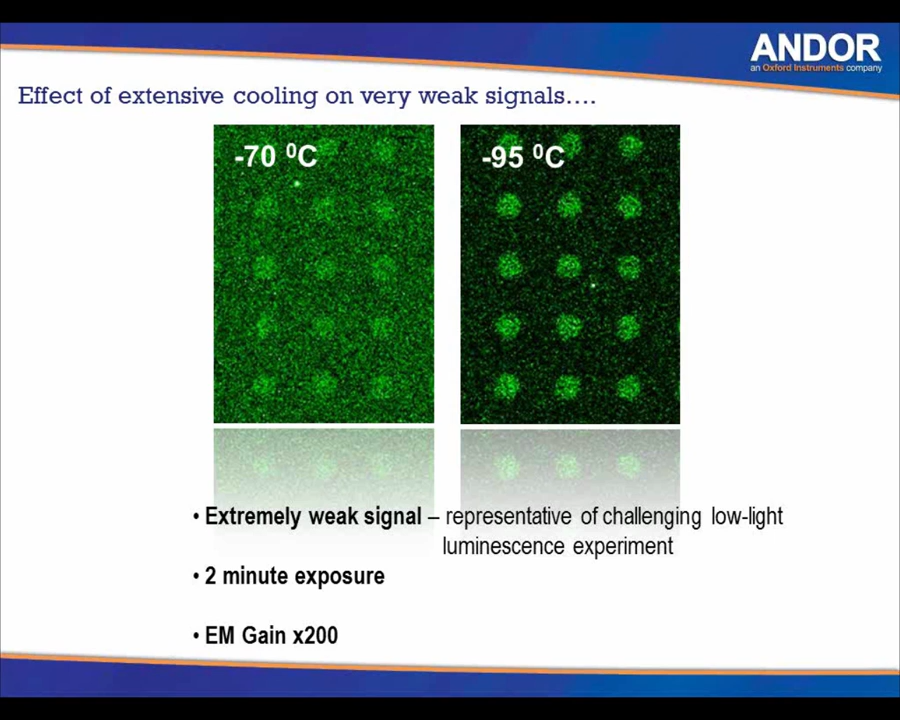 ANDOR
an Oxford Instruments company
Effect of extensive cooling on very weak signals....
-70 ⁰C
-95 ⁰C
• Extremely weak signal – representative of challenging low-light
luminescence experiment
• 2 minute exposure
• EM Gain x200